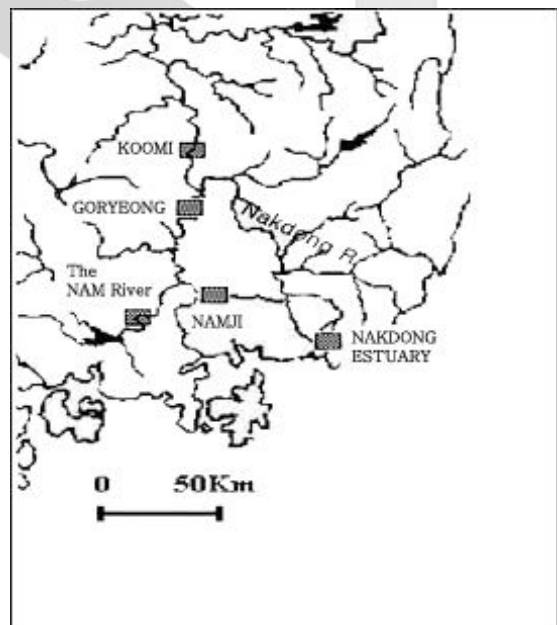 KOOMI
GORYEONG
Nakdong R.
The
NAM River
NAMJI
NAKDONG
ESTUARY
0 50Km